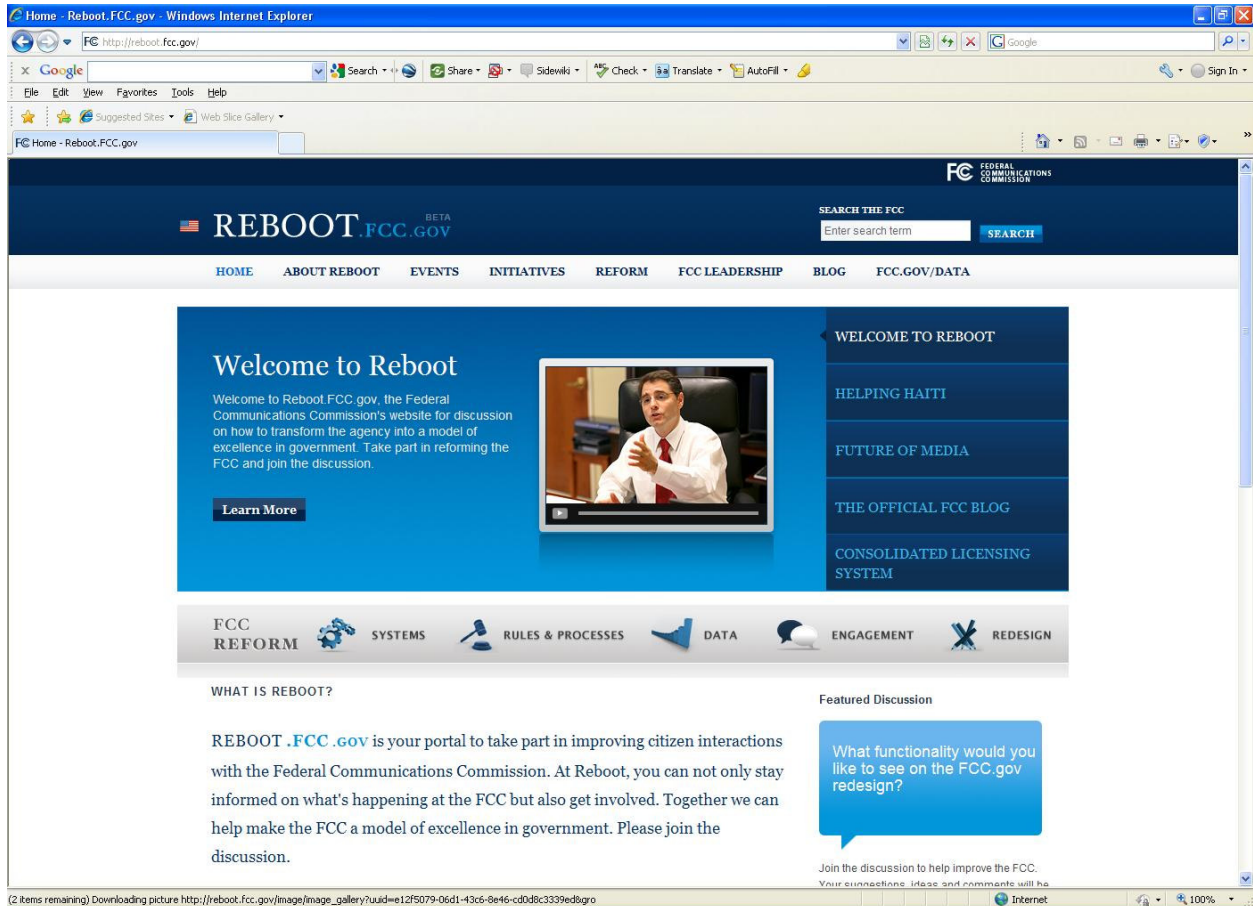 Home - Reboot.FCC.gov - Windows Internet Explorer
FC http://reboot.fcc.gov/
Google
x Google Search Share Sidewiki Check Translate AutoFill Sign In
File Edit View Favorites Tools Help
Suggested Sites Web Slice Gallery
FC Home - Reboot.FCC.gov
FC FEDERAL
COMMUNICATIONS
COMMISSION
REBOOT.FCC.GOV BETA
SEARCH THE FCC
Enter search term SEARCH
HOME ABOUT REBOOT EVENTS INITIATIVES REFORM FCC LEADERSHIP BLOG FCC.GOV/DATA
Welcome to Reboot
Welcome to Reboot.FCC.gov, the Federal
Communications Commission's website for discussion
on how to transform the agency into a model of
excellence in government. Take part in reforming the
FCC and join the discussion.
Learn More
WELCOME TO REBOOT
HELPING HAITI
FUTURE OF MEDIA
THE OFFICIAL FCC BLOG
CONSOLIDATED LICENSING
SYSTEM
FCC
REFORM
SYSTEMS RULES & PROCESSES DATA ENGAGEMENT REDESIGN
WHAT IS REBOOT?
REBOOT .FCC .GOV is your portal to take part in improving citizen interactions
with the Federal Communications Commission. At Reboot, you can not only stay
informed on what's happening at the FCC but also get involved. Together we can
help make the FCC a model of excellence in government. Please join the
discussion.
Featured Discussion
What functionality would you
like to see on the FCC.gov
redesign?
Join the discussion to help improve the FCC.
Your suggestions, ideas and comments will be
(2 items remaining) Downloading picture http://reboot.fcc.gov/image/image_gallery?uuid=e12f5079-06d1-43c6-8e46-cd0d8c3339ed&gro
Internet 100%